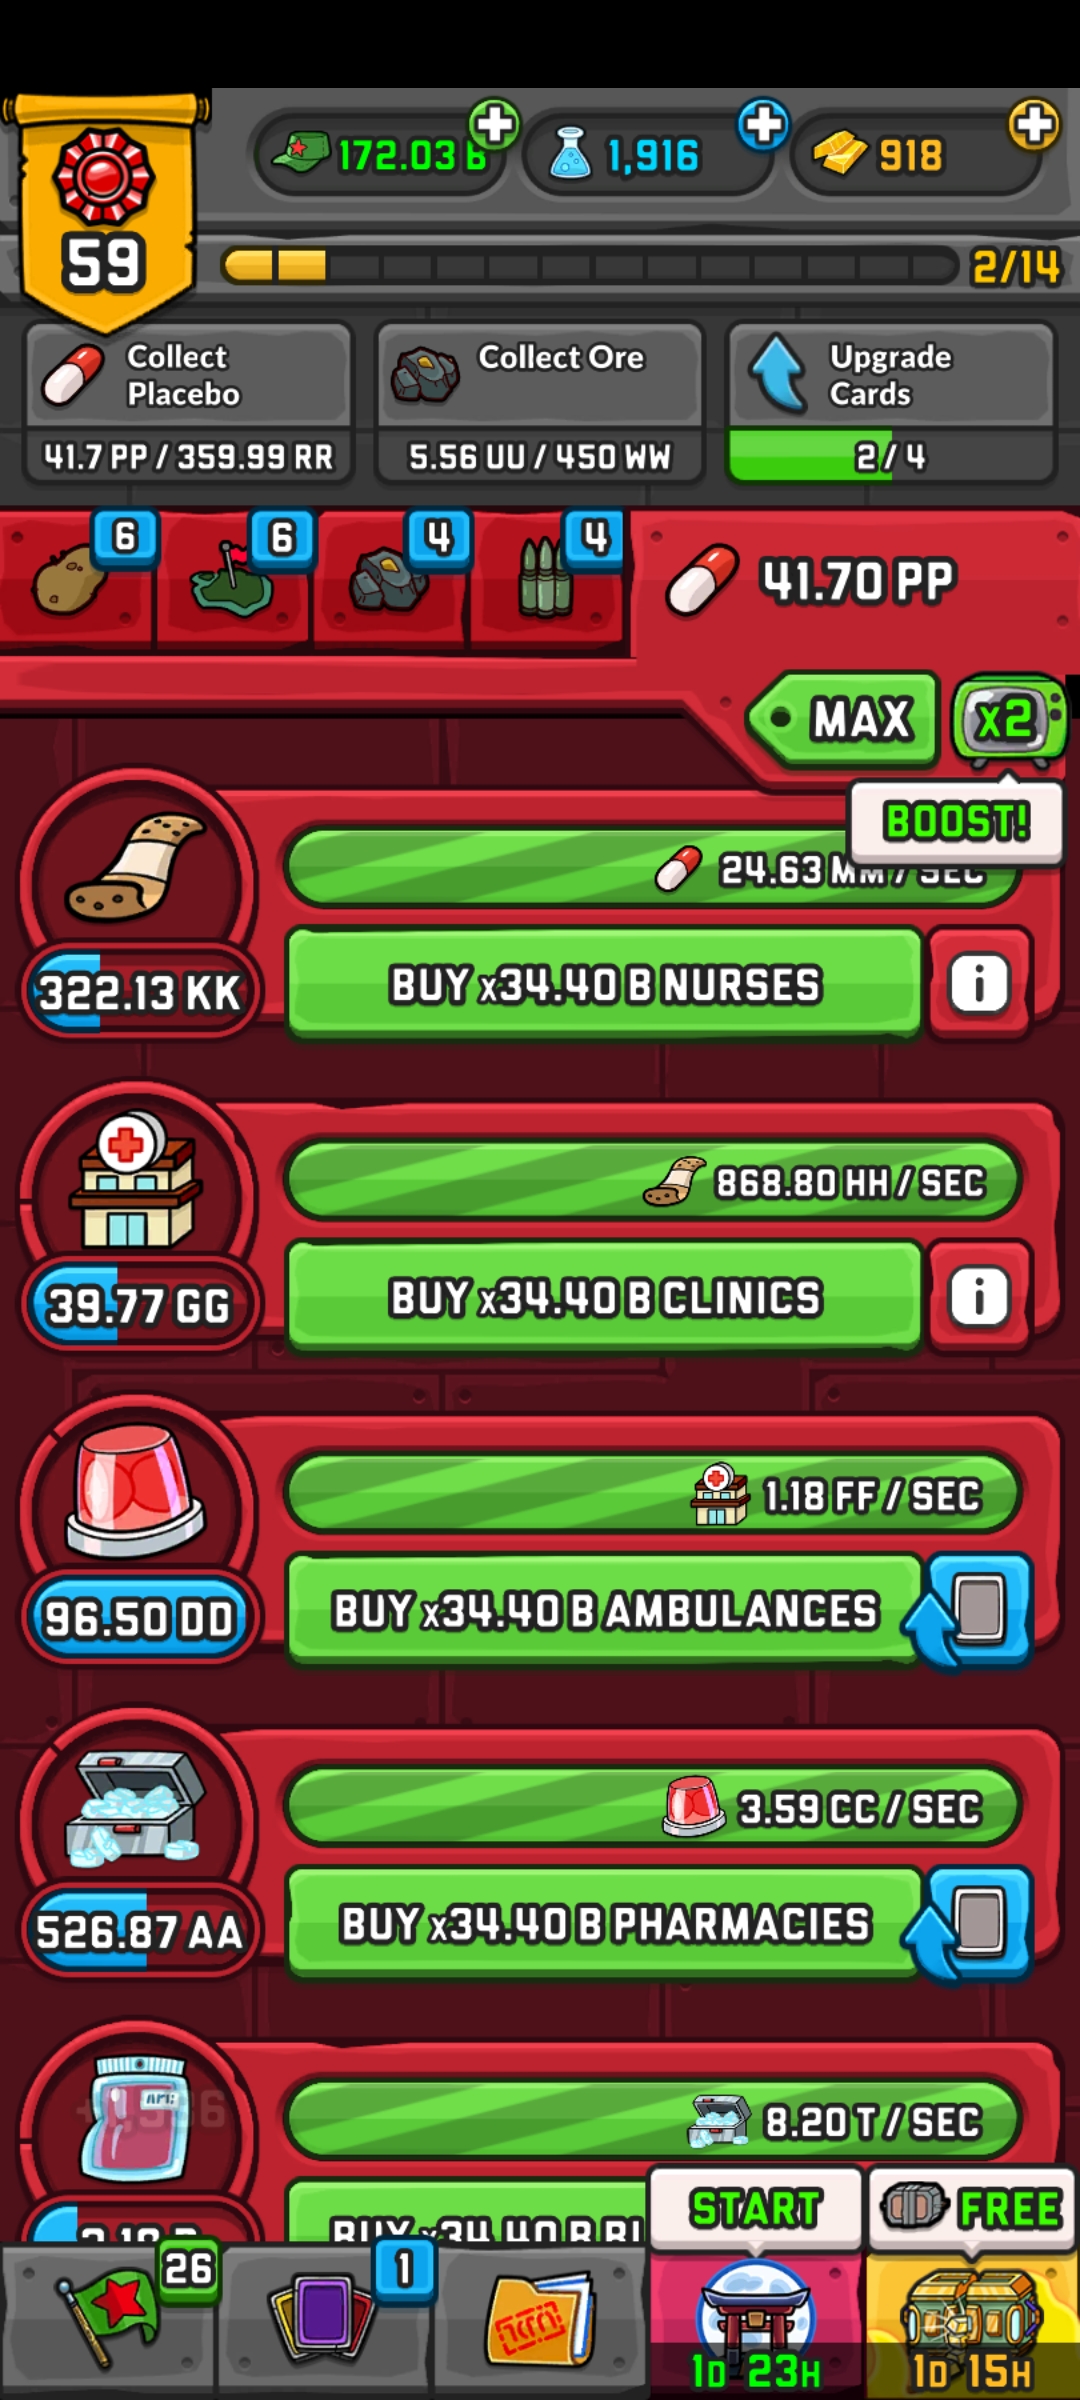 172.03 B
1,916
918
59
2/14
Collect
Placebo
41.7 PP / 359.99 RR
Collect Ore
5.56 UU / 450 WW
Upgrade
Cards
2 / 4
6
6
4
4
41.70 PP
MAX
x2
BOOST!
24.63 MM / SEC
322.13 KK
BUY x34.40 B NURSES
i
868.80 HH / SEC
39.77 GG
BUY x34.40 B CLINICS
i
1.18 FF / SEC
96.50 DD
BUY x34.40 B AMBULANCES
3.59 CC / SEC
526.87 AA
BUY x34.40 B PHARMACIES
8.20 T / SEC
BUY x34.40 B
START
FREE
26
1
1D 23H
1D 15H